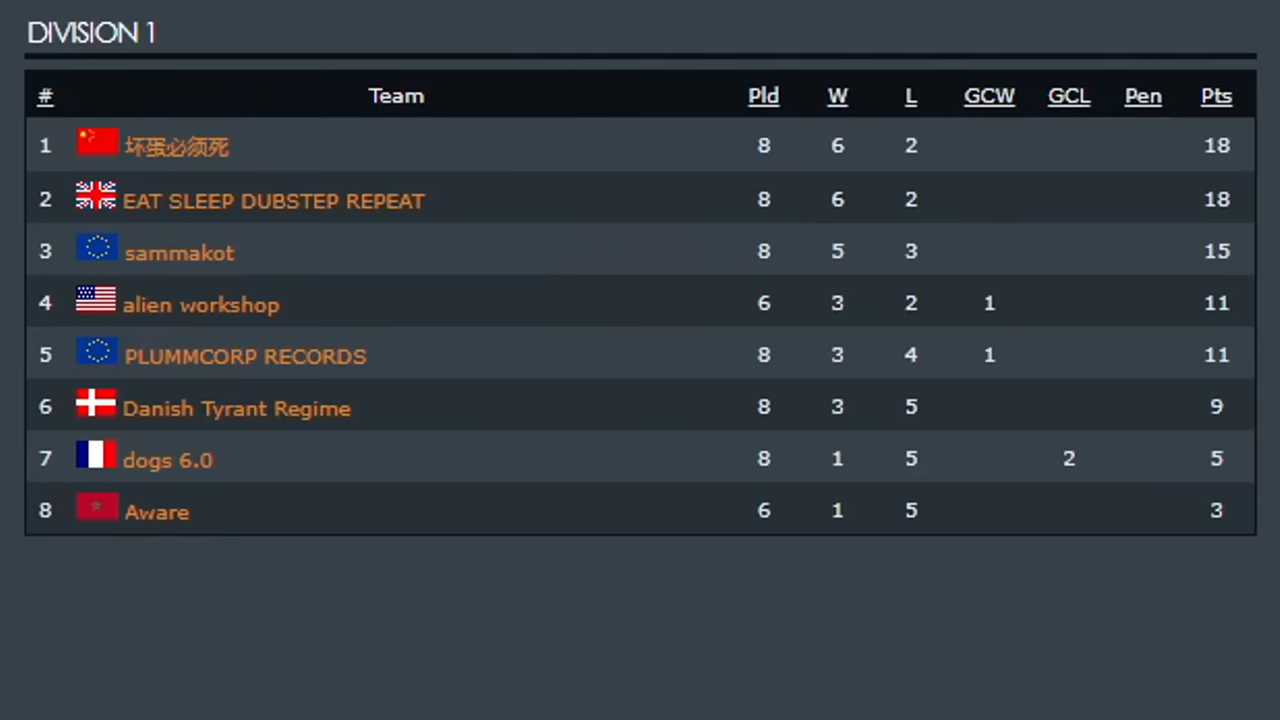 DIVISION 1
# Team Pld W L GCW GCL Pen Pts
1 坏蛋必须死 8 6 2 18
2 EAT SLEEP DUBSTEP REPEAT 8 6 2 18
3 sammakot 8 5 3 15
4 alien workshop 6 3 2 1 11
5 PLUMMCORP RECORDS 8 3 4 1 11
6 Danish Tyrant Regime 8 3 5 9
7 dogs 6.0 8 1 5 2 5
8 Aware 6 1 5 3